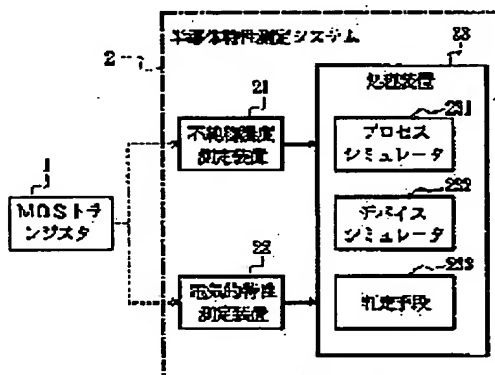 半導体特性測定システム
2
23
処理装置
21
不純物濃度
測定装置
231
プロセス
シミュレータ
1
MOSトラ
ンジスタ
232
デバイス
シミュレータ
22
電気的特性
測定装置
233
判定手段